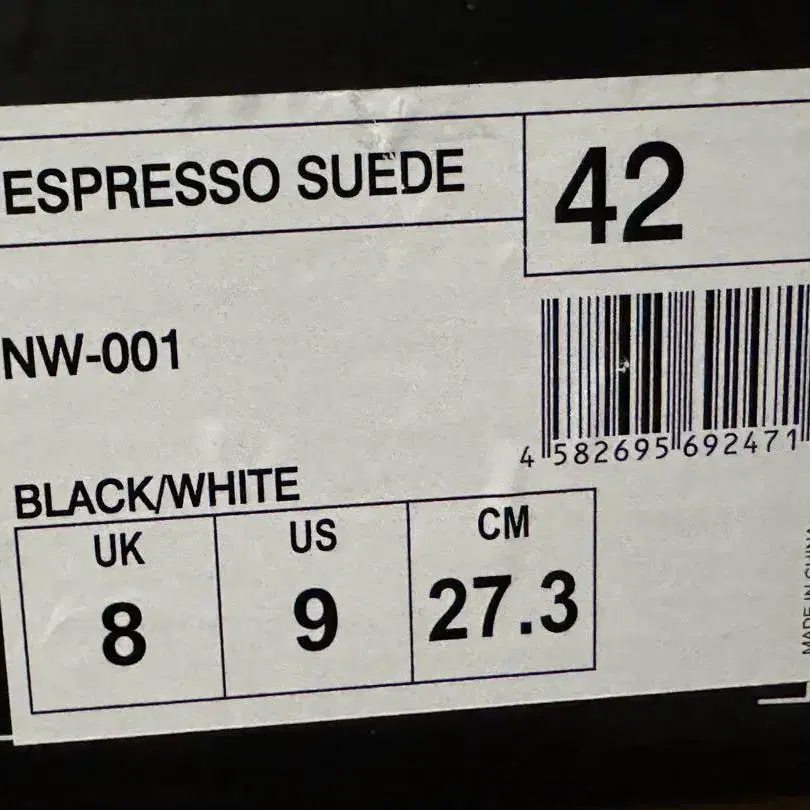 ESPRESSO SUEDE
42
NW-001
4 582695 692471
BLACK/WHITE
UK US CM
8 9 27.3
MADE IN CHINA